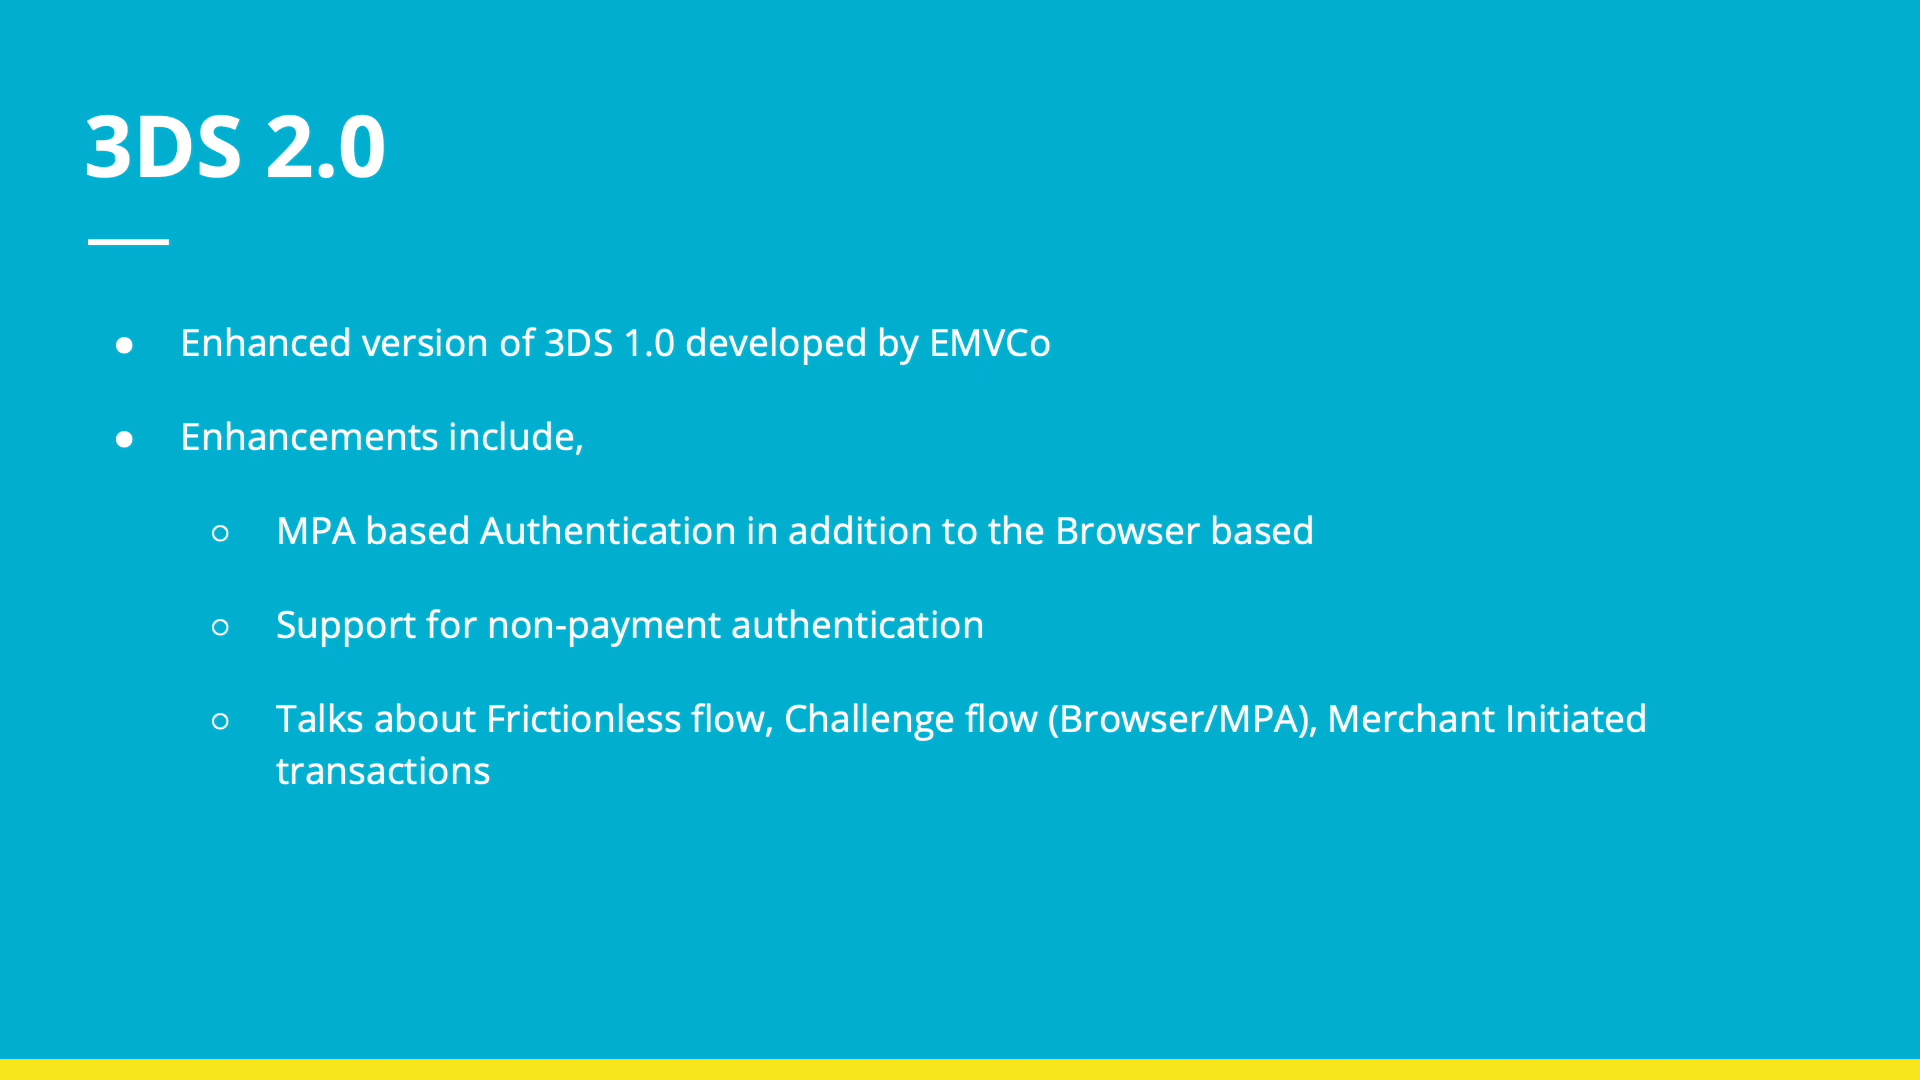 3DS 2.0
● Enhanced version of 3DS 1.0 developed by EMVCo
● Enhancements include,
○ MPA based Authentication in addition to the Browser based
○ Support for non-payment authentication
○ Talks about Frictionless flow, Challenge flow (Browser/MPA), Merchant Initiated
transactions